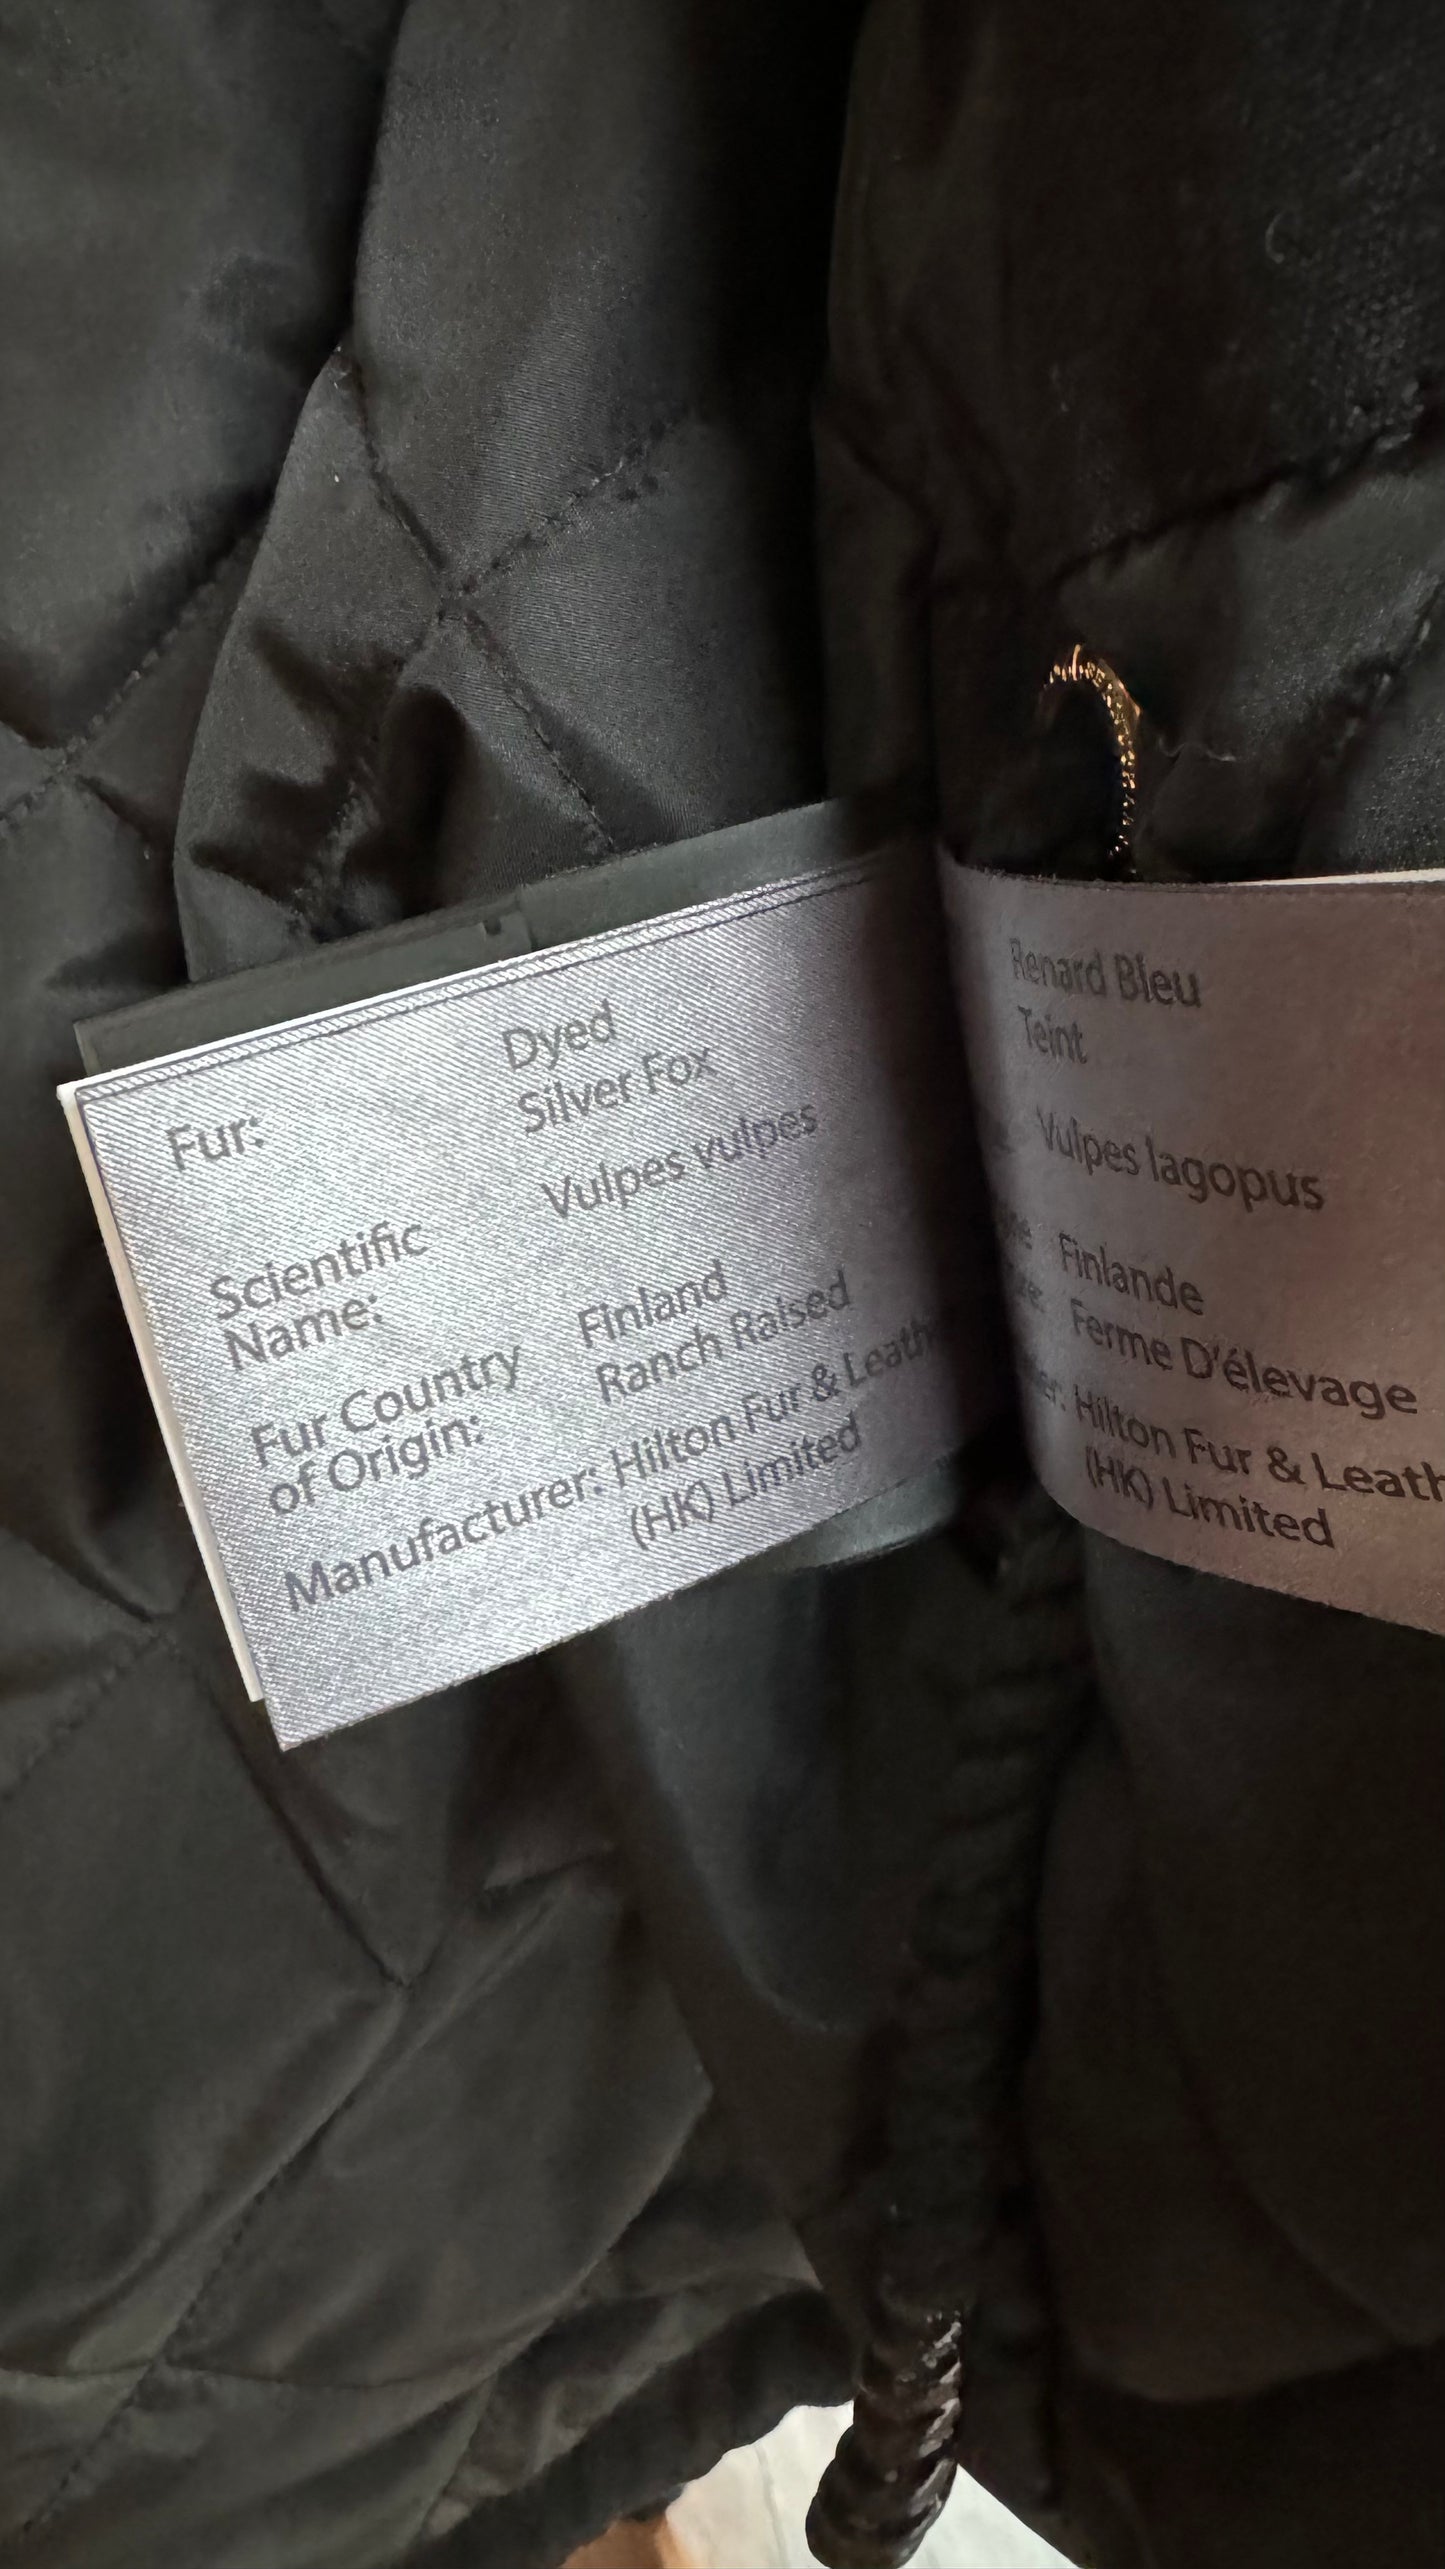 Fur: Dyed
Silver Fox
Scientific Name: Vulpes vulpes
Fur Country of Origin: Finland
Ranch Raised
Manufacturer: Hilton Fur & Leath
(HK) Limited
Renard Bleu
Teint
Vulpes lagopus
Finlande
Ferme D'élevage
Hilton Fur & Leath
(HK) Limited